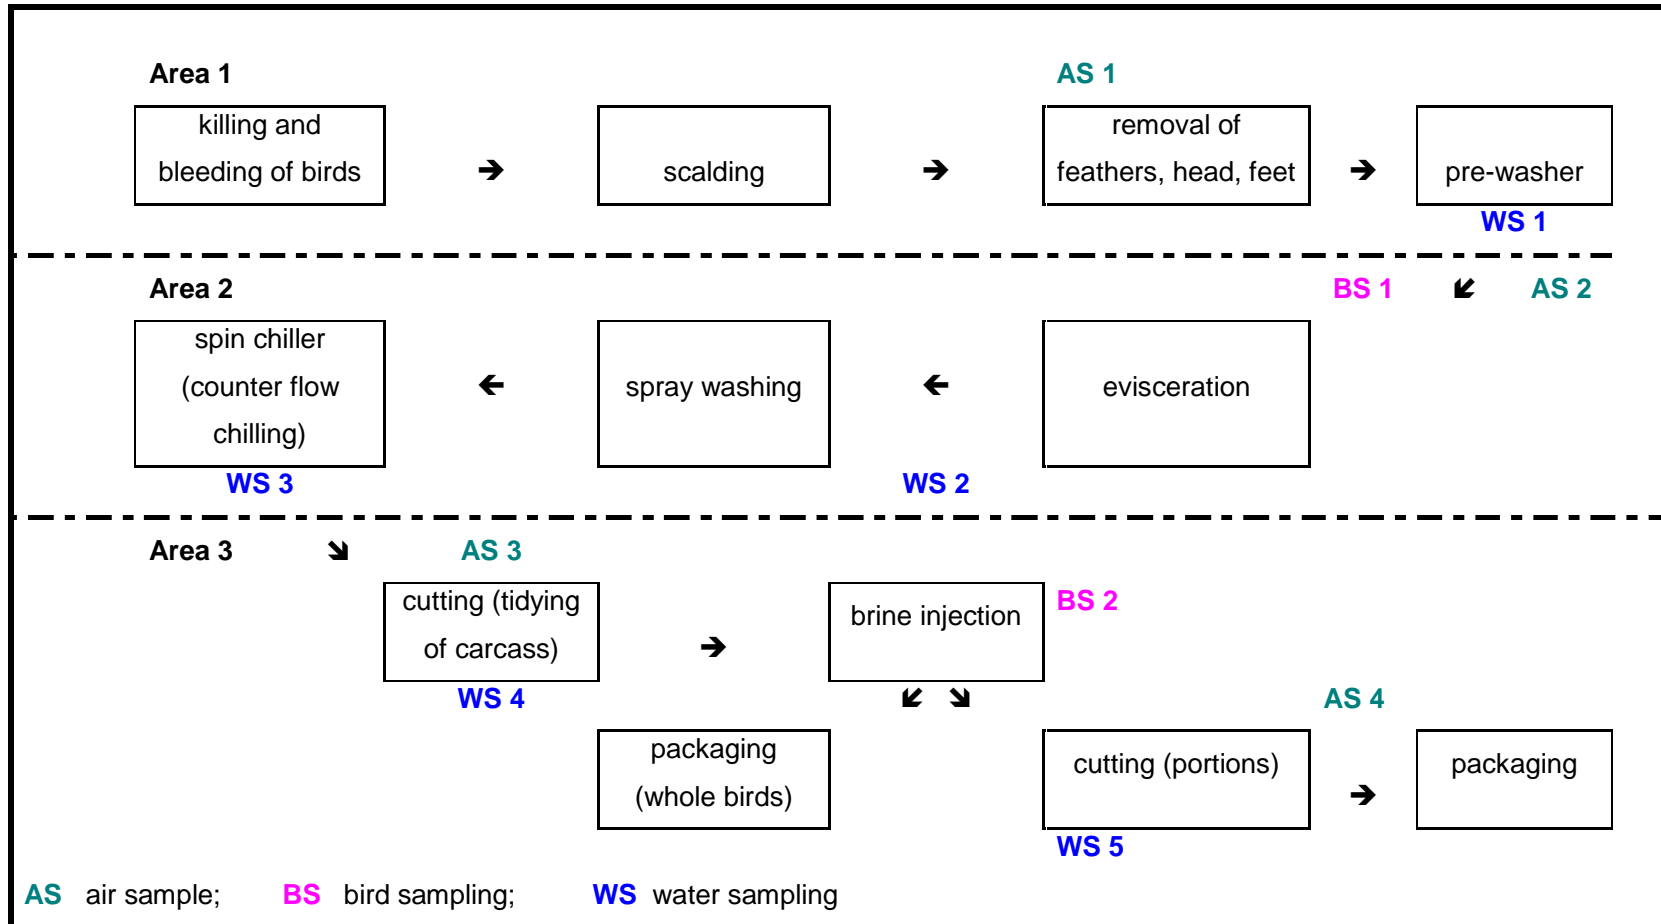 Area 1
AS 1
killing and
bleeding of birds
➔
scalding
➔
removal of
feathers, head, feet
➔
pre-washer
WS 1
Area 2
BS 1
AS 2
spin chiller
(counter flow
chilling)
spray washing
evisceration
WS 3
WS 2
Area 3
AS 3
cutting (tidying
of carcass)
brine injection
BS 2
WS 4
AS 4
packaging
(whole birds)
cutting (portions)
packaging
WS 5
AS air sample; BS bird sampling; WS water sampling